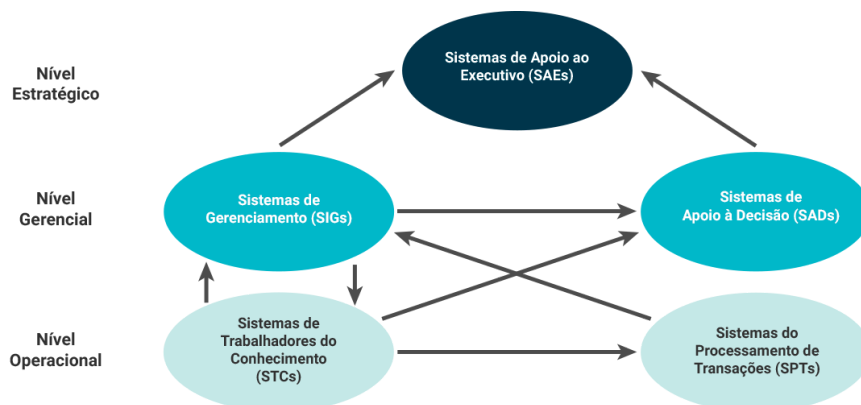 Nível
Estratégico
Sistemas de Apoio ao
Executivo (SAEs)
Nível
Gerencial
Sistemas de
Gerenciamento (SIGs)
Sistemas de
Apoio à Decisão (SADs)
Nível
Operacional
Sistemas de
Trabalhadores do
Conhecimento
(STCs)
Sistemas do
Processamento de
Transações (SPTs)